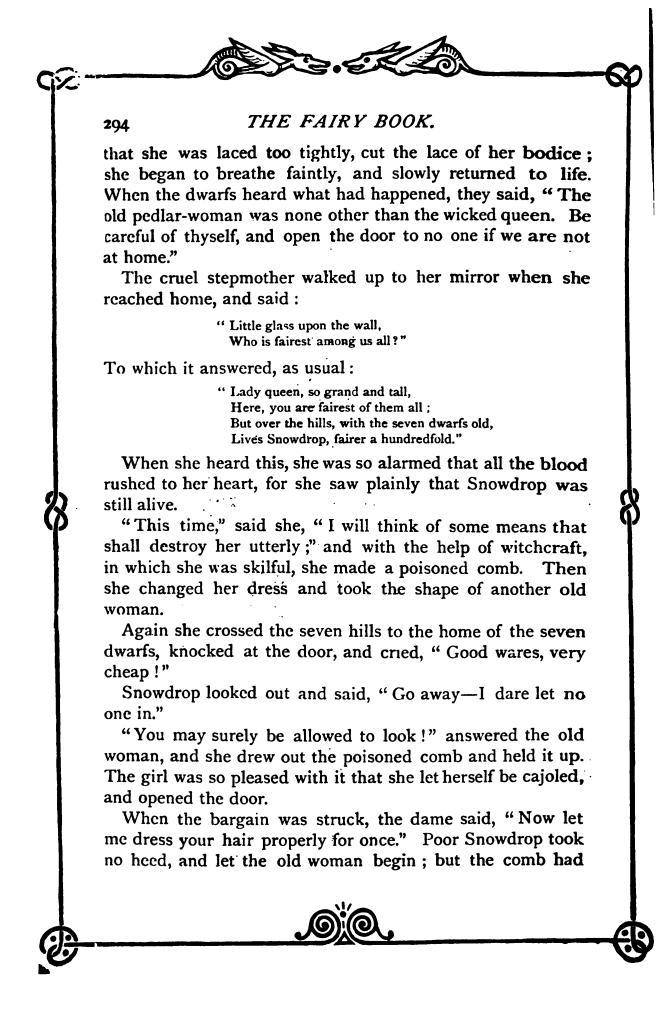 294 THE FAIRY BOOK.
that she was laced too tightly, cut the lace of her bodice ;
she began to breathe faintly, and slowly returned to life.
When the dwarfs heard what had happened, they said, “ The
old pedlar-woman was none other than the wicked queen. Be
careful of thyself, and open the door to no one if we are not
at home.”
The cruel stepmother walked up to her mirror when she
reached home, and said :
“ Little glass upon the wall,
Who is fairest among us all ? ”
To which it answered, as usual :
“ Lady queen, so grand and tall,
Here, you are fairest of them all ;
But over the hills, with the seven dwarfs old,
Lives Snowdrop, fairer a hundredfold.”
When she heard this, she was so alarmed that all the blood
rushed to her heart, for she saw plainly that Snowdrop was
still alive.
“ This time,” said she, “ I will think of some means that
shall destroy her utterly ;” and with the help of witchcraft,
in which she was skilful, she made a poisoned comb. Then
she changed her dress and took the shape of another old
woman.
Again she crossed the seven hills to the home of the seven
dwarfs, knocked at the door, and cried, “ Good wares, very
cheap ! ”
Snowdrop looked out and said, “ Go away—I dare let no
one in.”
“ You may surely be allowed to look ! ” answered the old
woman, and she drew out the poisoned comb and held it up.
The girl was so pleased with it that she let herself be cajoled,
and opened the door.
When the bargain was struck, the dame said, “ Now let
me dress your hair properly for once.” Poor Snowdrop took
no heed, and let the old woman begin ; but the comb had